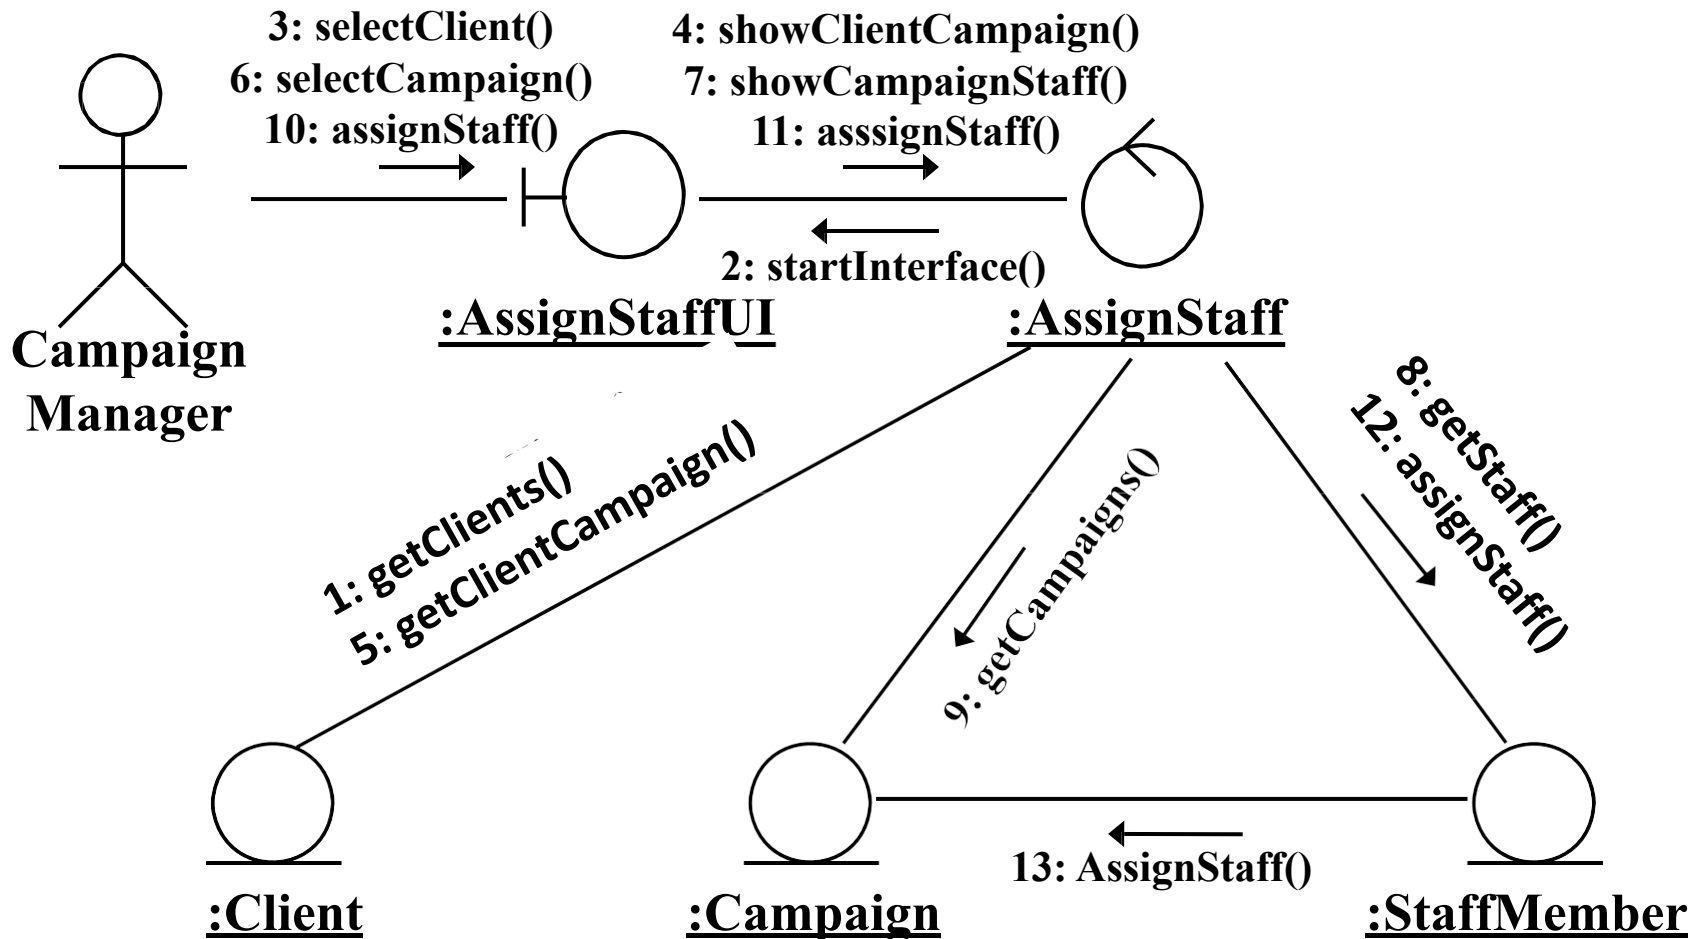 3: selectClient()
6: selectCampaign()
10: assignStaff()
4: showClientCampaign()
7: showCampaignStaff()
11: asssignStaff()
2: startInterface()
:AssignStaffUI
:AssignStaff
Campaign
Manager
1: getClients()
5: getClientCampaign()
9: getCampaigns()
8: getStaff()
12: assignStaff()
13: AssignStaff()
:Client
:Campaign
:StaffMember